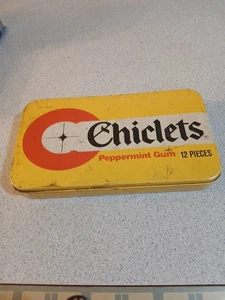 Chiclets
Peppermint Gum 12 PIECES